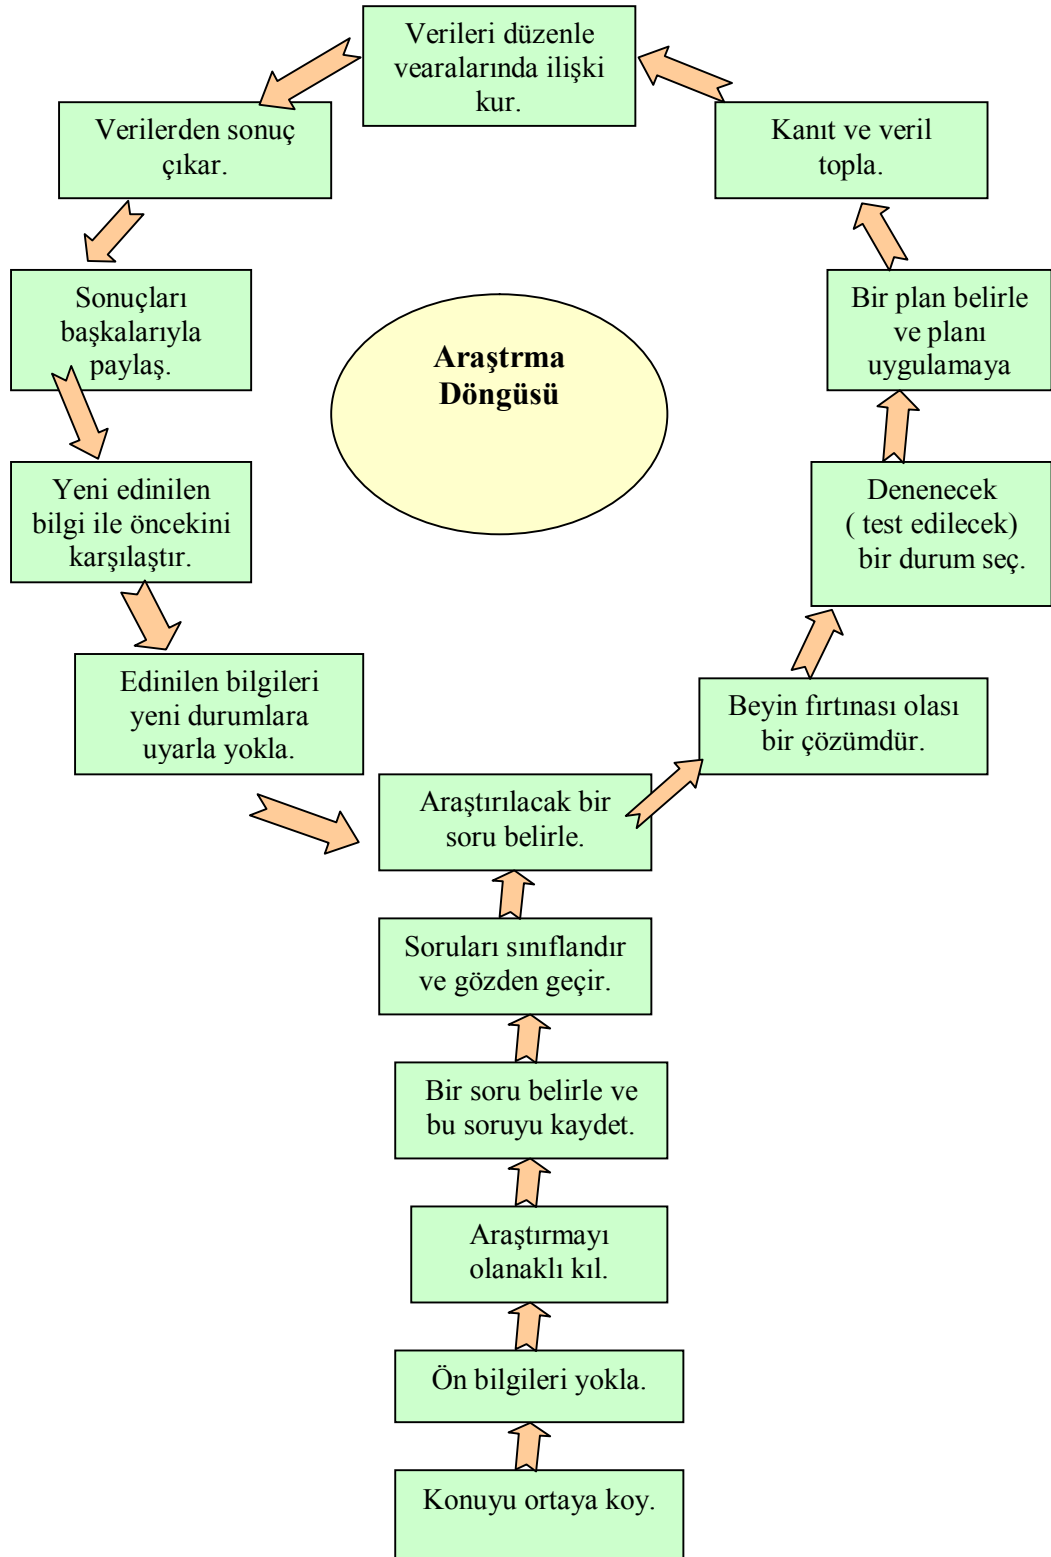 Verileri düzenle
vearalarında ilişki
kur.
Verilerden sonuç
çıkar.
Kanıt ve veril
topla.
Sonuçları
başkalarıyla
paylaş.
Araştrma
Döngüsü
Bir plan belirle
ve planı
uygulamaya
Yeni edinilen
bilgi ile öncekini
karşılaştır.
Denenecek
( test edilecek)
bir durum seç.
Edinilen bilgileri
yeni durumlara
uyarla yokla.
Beyin fırtınası olası
bir çözümdür.
Araştırılacak bir
soru belirle.
Soruları sınıflandır
ve gözden geçir.
Bir soru belirle ve
bu soruyu kaydet.
Araştırmayı
olanaklı kıl.
Ön bilgileri yokla.
Konuyu ortaya koy.